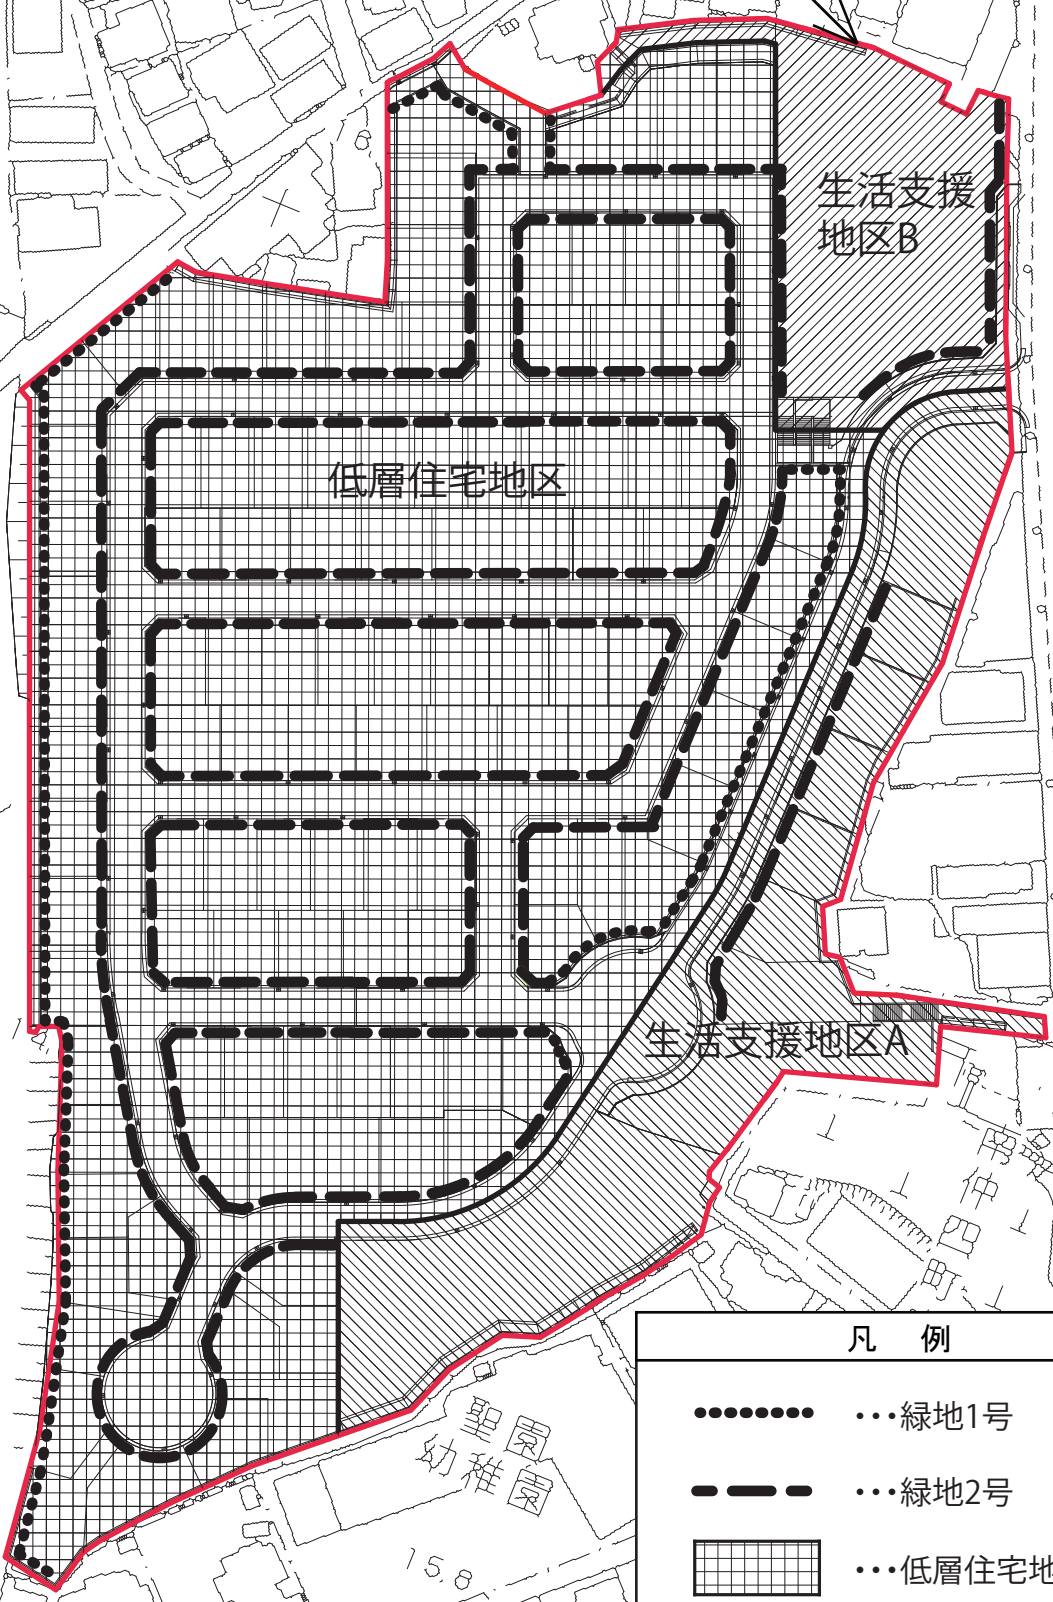 生活支援
地区B
低層住宅地区
生活支援地区A
聖園
幼稚園
15.8
凡 例
•••緑地1号
•••緑地2号
•••低層住宅地